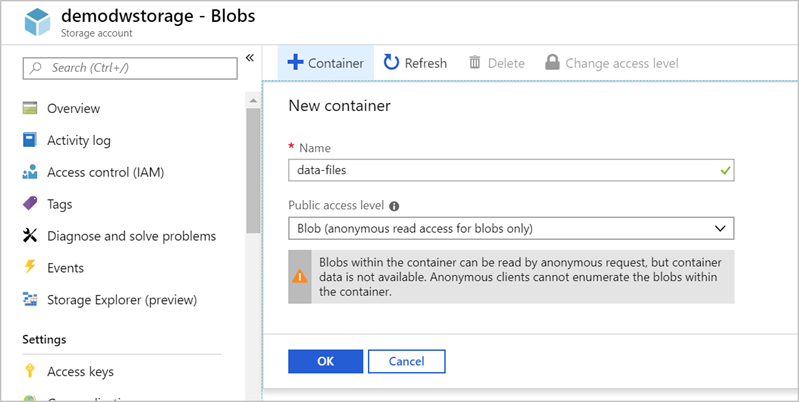 demodwstorage - Blobs
Storage account
Search (Ctrl+/)
«
Overview
Activity log
Access control (IAM)
Tags
Diagnose and solve problems
Events
Storage Explorer (preview)
Settings
Access keys
Container
Refresh
Delete
Change access level
New container
* Name
data-files
Public access level
Blob (anonymous read access for blobs only)
Blobs within the container can be read by anonymous request, but container
data is not available. Anonymous clients cannot enumerate the blobs within
the container.
OK
Cancel